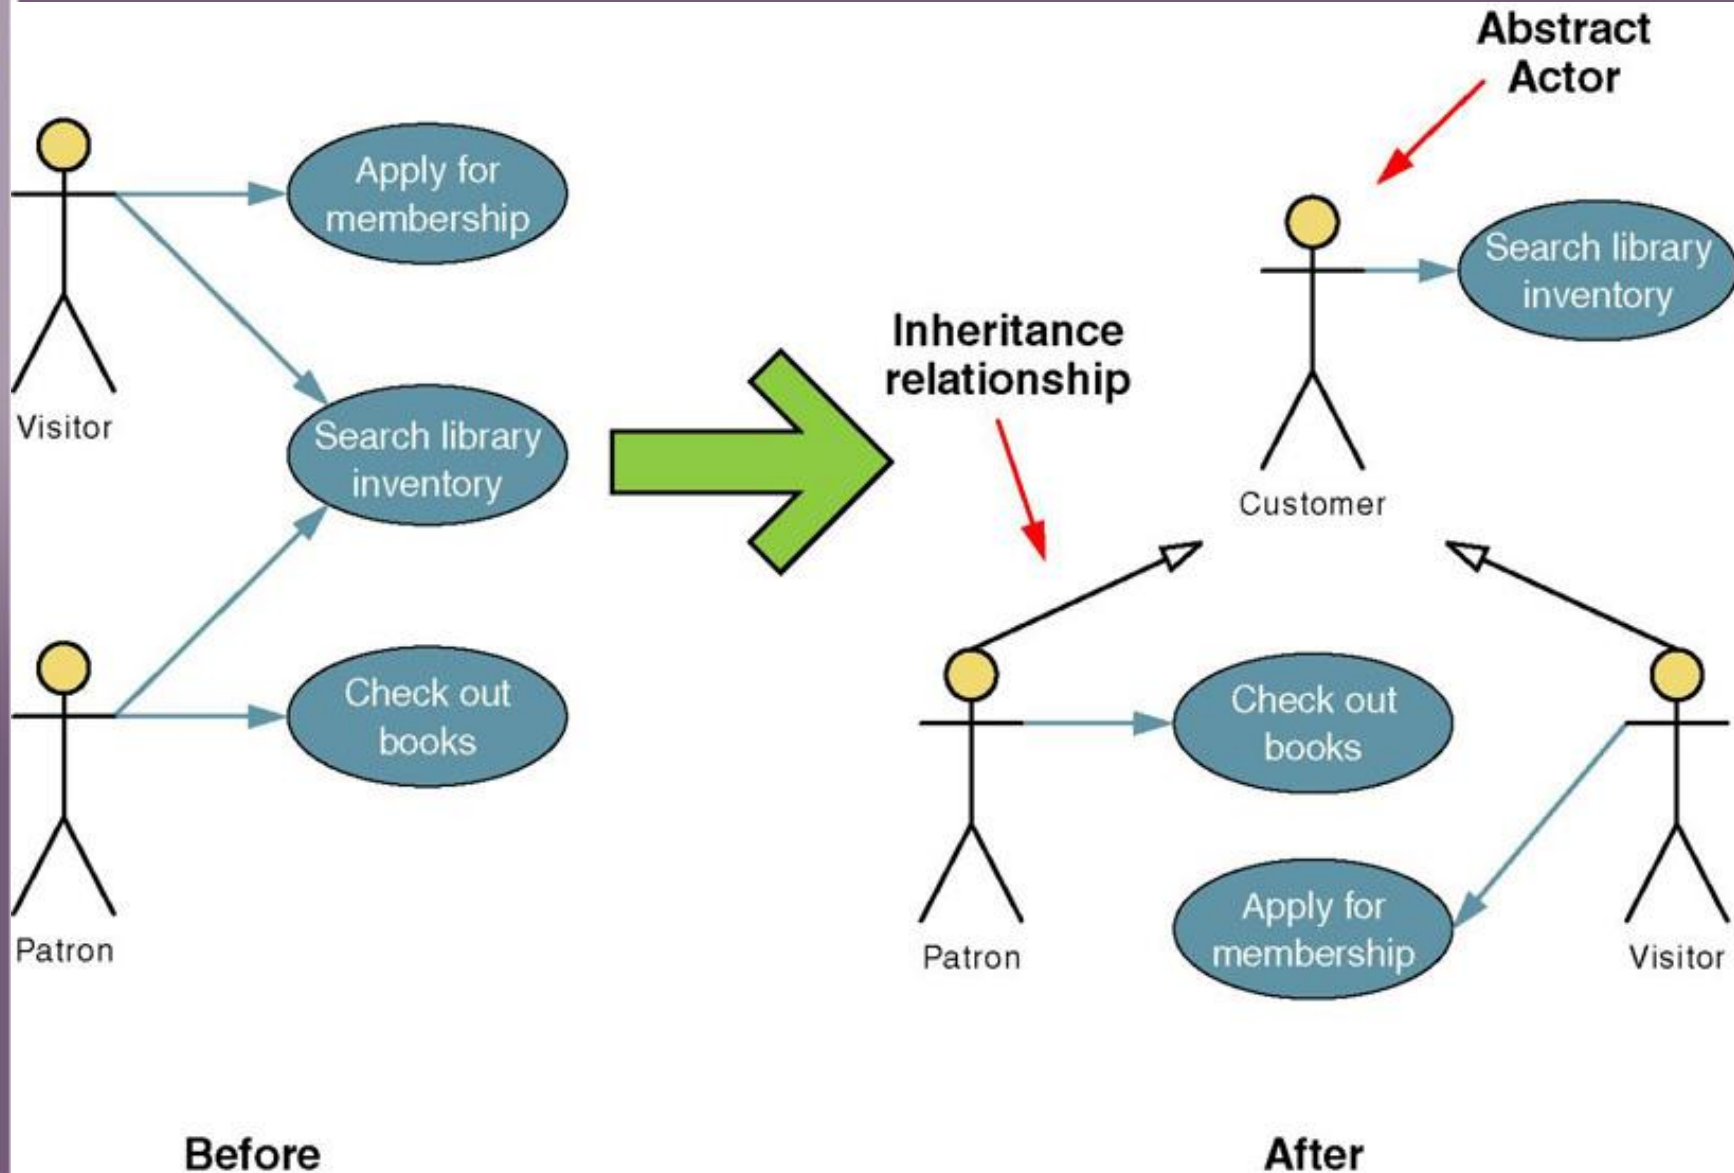 Apply for
membership
Visitor
Search library
inventory
Check out
books
Patron
Before
Abstract
Actor
Search library
inventory
Inheritance
relationship
Customer
Check out
books
Apply for
membership
Patron
Visitor
After